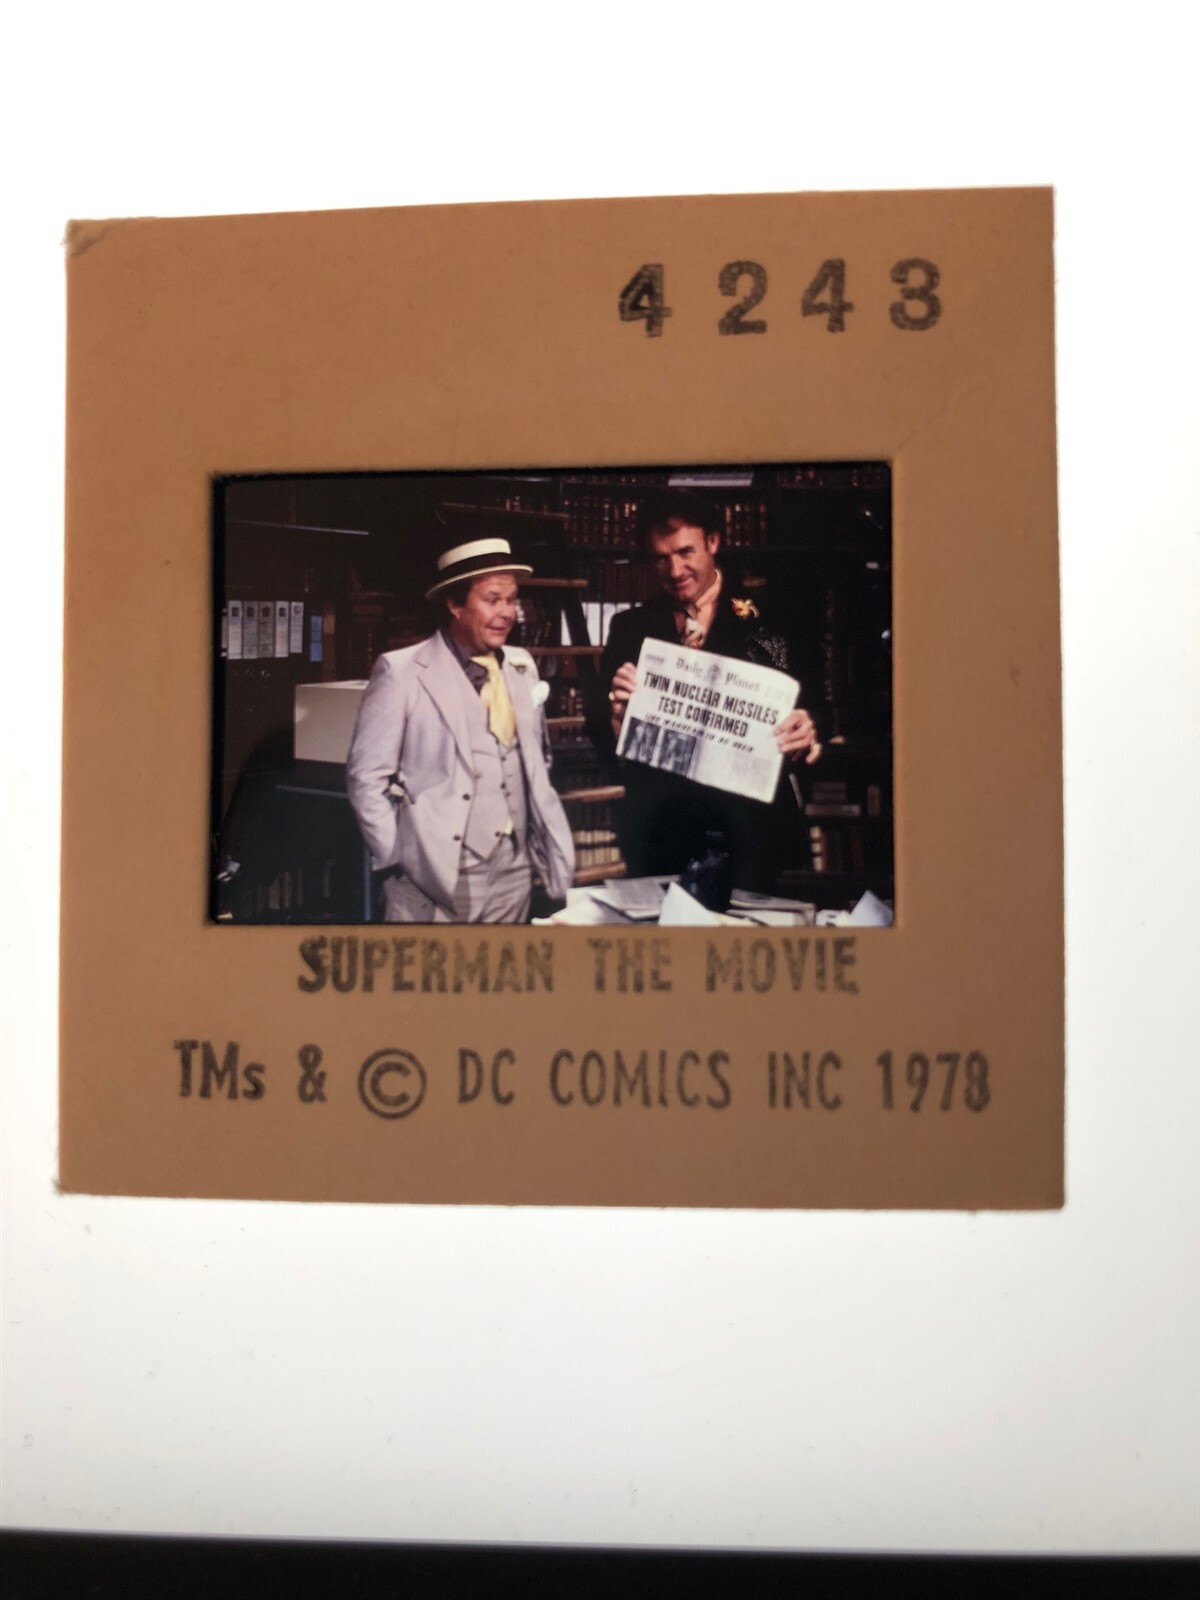 4243
Daily Planet
TWIN NUCLEAR MISSILES
TEST CONFIRMED
SUPERMAN THE MOVIE
TMs & © DC COMICS INC 1978